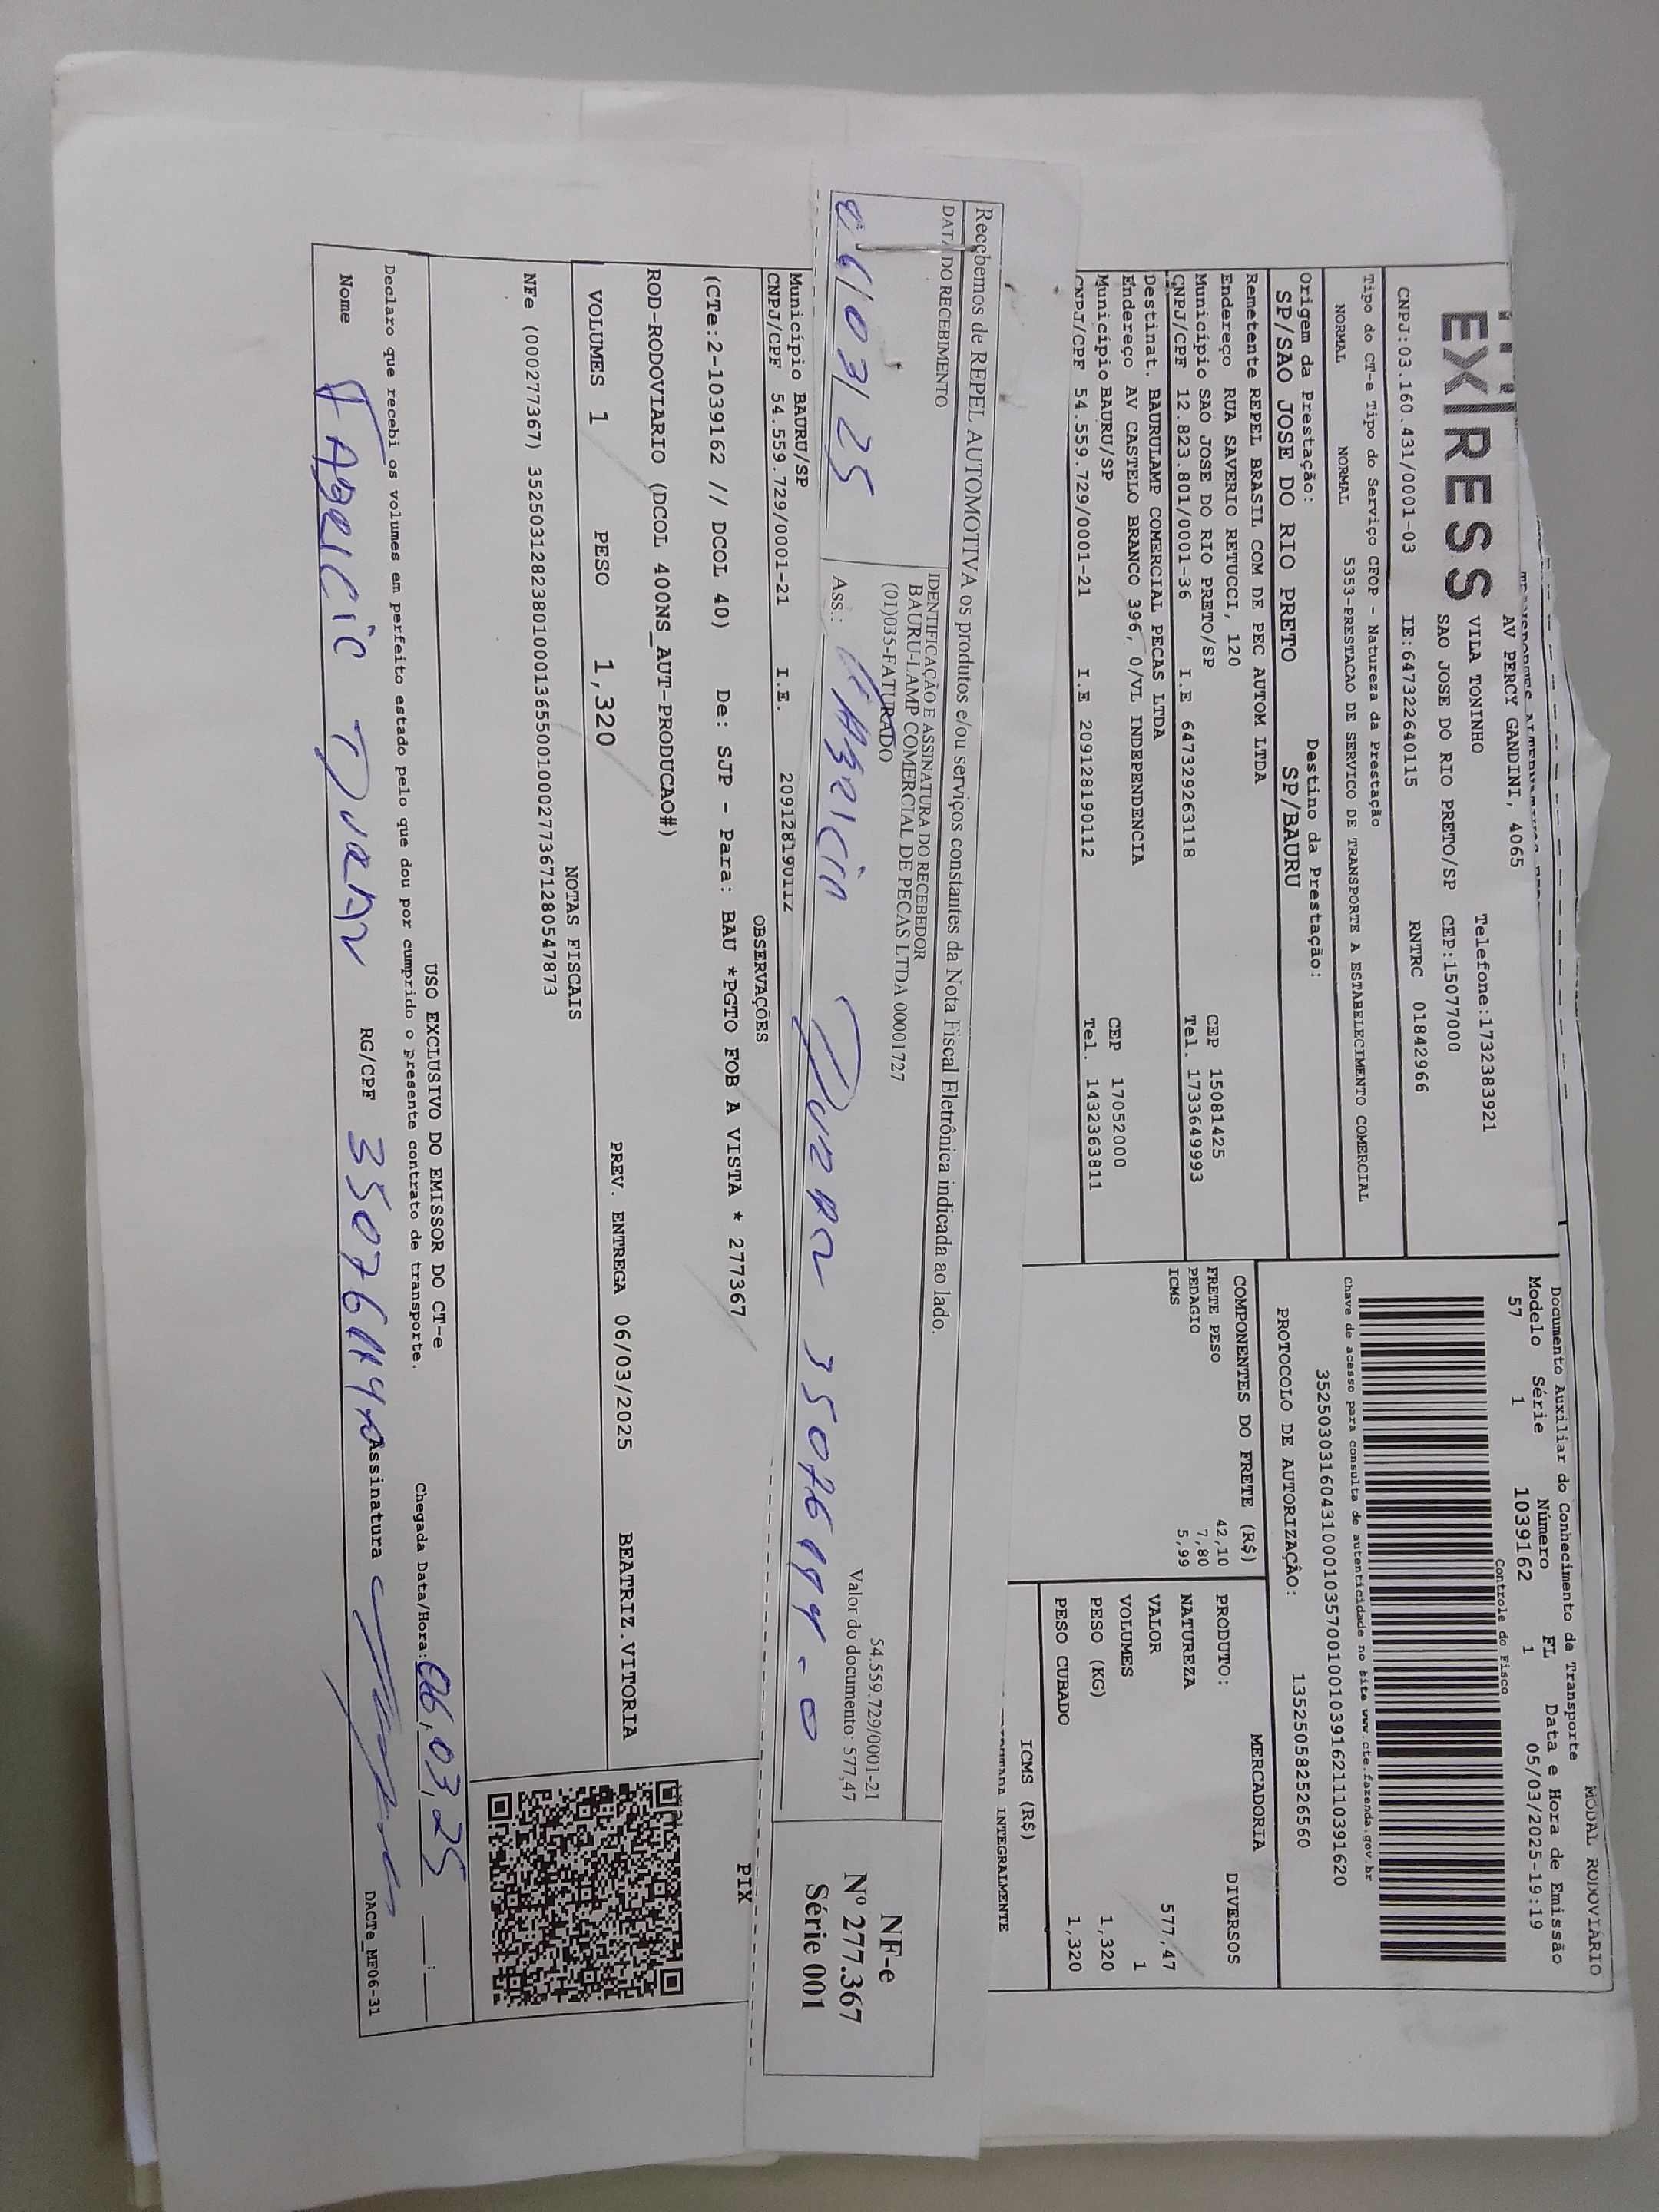 MODAL RODOVIÁRIO
EXPRESS
AV PERCY GANDINI, 4065
VILA TONINHO Telefone:1732383921
SAO JOSE DO RIO PRETO/SP CEP:15077000
CNPJ:03.160.431/0001-03 IE:647322640115 RNTRC 01842966
Tipo do CT-e Tipo do Serviço CFOP - Natureza da Prestação
NORMAL NORMAL 5353-PRESTACAO DE SERVICO DE TRANSPORTE A ESTABELECIMENTO COMERCIAL
Origem da Prestação: Destino da Prestação:
SP/SAO JOSE DO RIO PRETO SP/BAURU
Remetente REPEL BRASIL COM DE PEC AUTOM LTDA
Endereço RUA SAVERIO RETUCCI, 120 CEP 15081425
Município SAO JOSE DO RIO PRETO/SP Tel. 1733649993
CNPJ/CPF 12.823.801/0001-36 I.E 647329263118
Destinat. BAURULAMP COMERCIAL PECAS LTDA
Endereço AV CASTELO BRANCO 396, 0/VL INDEPENDENCIA CEP 17052000
Município BAURU/SP Tel. 1432363811
CNPJ/CPF 54.559.729/0001-21 I.E 209128190112
Documento Auxiliar do Conhecimento de Transporte
Modelo Série Número FL Data e Hora de Emissão
57 1 1039162 1 05/03/2025-19:19
Controle do Fisco
Chave de acesso para consulta de autenticidade no site www.cte.fazenda.gov.br
35250303160431000103570010010391621110391620
PROTOCOLO DE AUTORIZAÇÃO: 135250582526560
COMPONENTES DO FRETE (R$)
FRETE PESO 42,10
PEDAGIO 7,80
ICMS 5,99
MERCADORIA
PRODUTO: DIVERSOS
NATUREZA
VALOR 577,47
VOLUMES 1
PESO (KG) 1,320
PESO CUBADO 1,320
ICMS (R$)
INTEGRALMENTE
Recebemos de REPEL AUTOMOTIVA os produtos e/ou serviços constantes da Nota Fiscal Eletrônica indicada ao lado.
DATA DO RECEBIMENTO
06/03/25
IDENTIFICAÇÃO E ASSINATURA DO RECEBEDOR
BAURU-LAMP COMERCIAL DE PECAS LTDA 00001727
(01)035-FATURADO
54.559.729/0001-21
Valor do documento: 577,47
Ass.:
NF-e
Nº 277.367
Série 001
Município BAURU/SP
CNPJ/CPF 54.559.729/0001-21 I.E. 209128190112
OBSERVAÇÕES
(CTe:2-1039162 // DCOL 40) De: SJP - Para: BAU *PGTO FOB A VISTA * 277367
ROD-RODOVIARIO (DCOL 400NS_AUT-PRODUCAO#)
PIX
VOLUMES 1 PESO 1,320 PREV. ENTREGA 06/03/2025 BEATRIZ.VITORIA
NOTAS FISCAIS
NFe (000277367) 35250312823801000136550010002773671280547873
USO EXCLUSIVO DO EMISSOR DO CT-e
Declaro que recebi os volumes em perfeito estado pelo que dou por cumprido o presente contrato de transporte. Chegada Data/Hora: 06,03,25 __:__
Nome RG/CPF Assinatura
DACTe_MF06-31